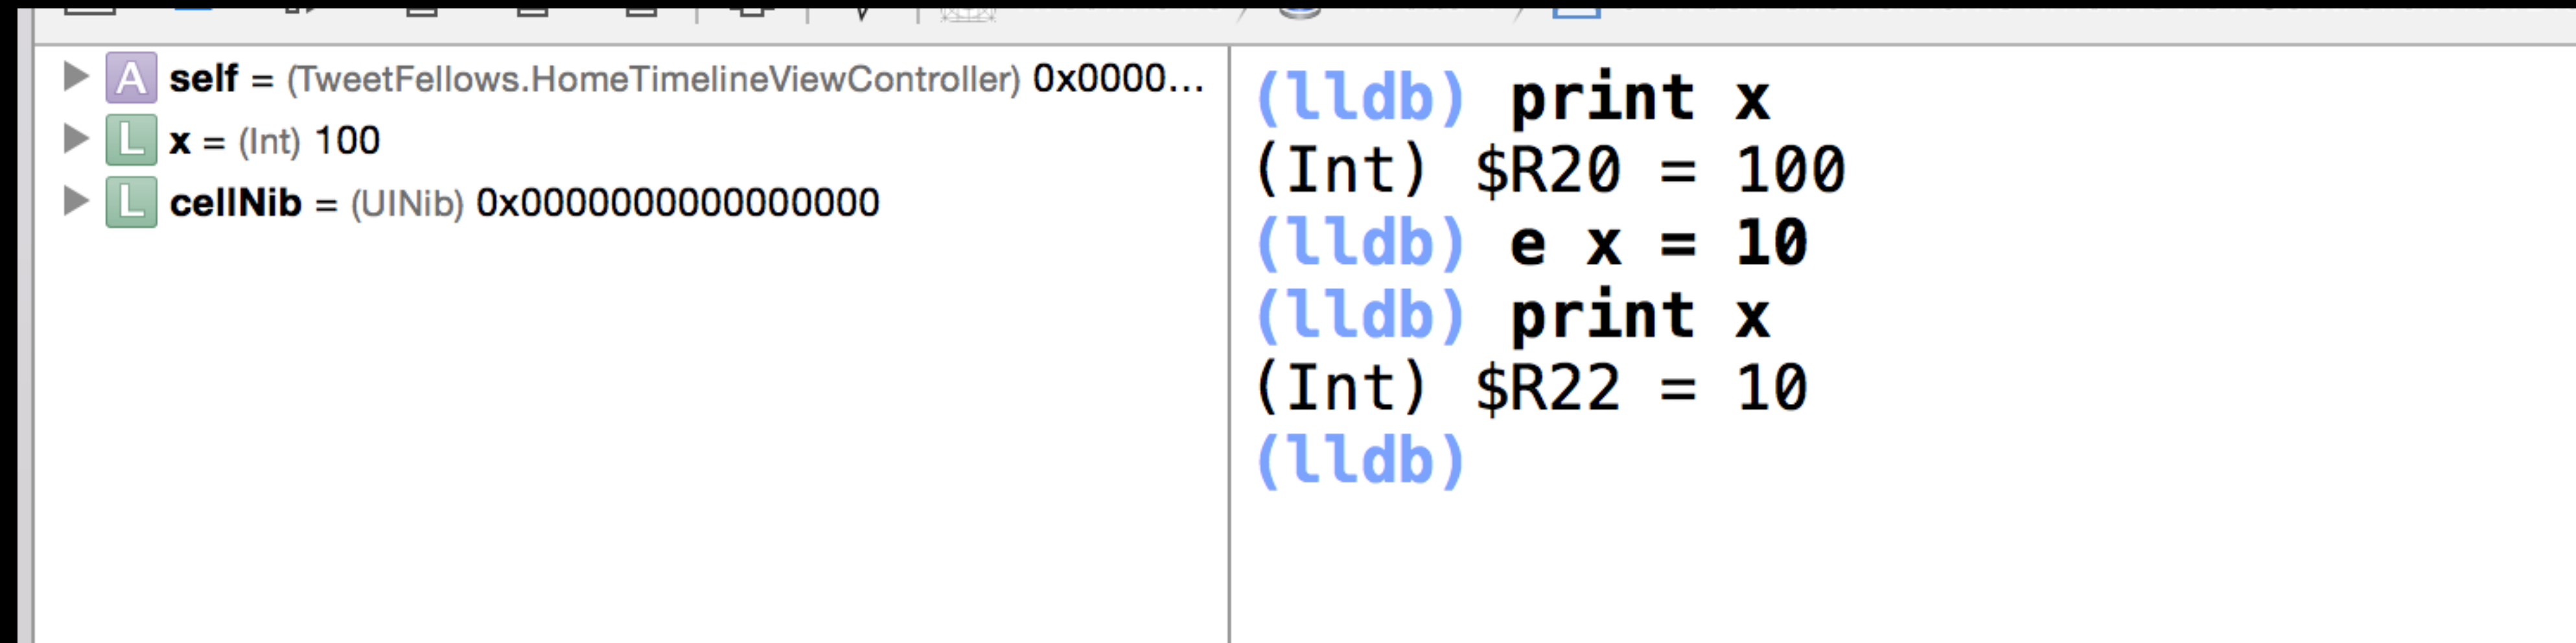 A self = (TweetFellows.HomeTimelineViewController) 0x0000...
L x = (Int) 100
L cellNib = (UINib) 0x0000000000000000
(lldb) print x
(Int) $R20 = 100
(lldb) e x = 10
(lldb) print x
(Int) $R22 = 10
(lldb)